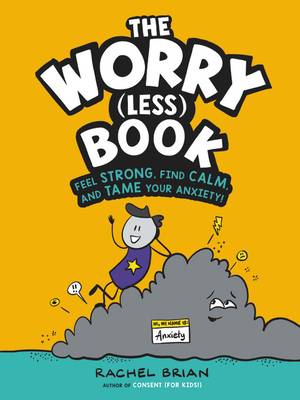 THE
WORRY
(LESS)
BOOK
FEEL STRONG, FIND CALM,
AND TAME YOUR ANXIETY!
!!
HI, MY NAME IS:
Anxiety
RACHEL BRIAN
AUTHOR OF CONSENT (FOR KIDS!)